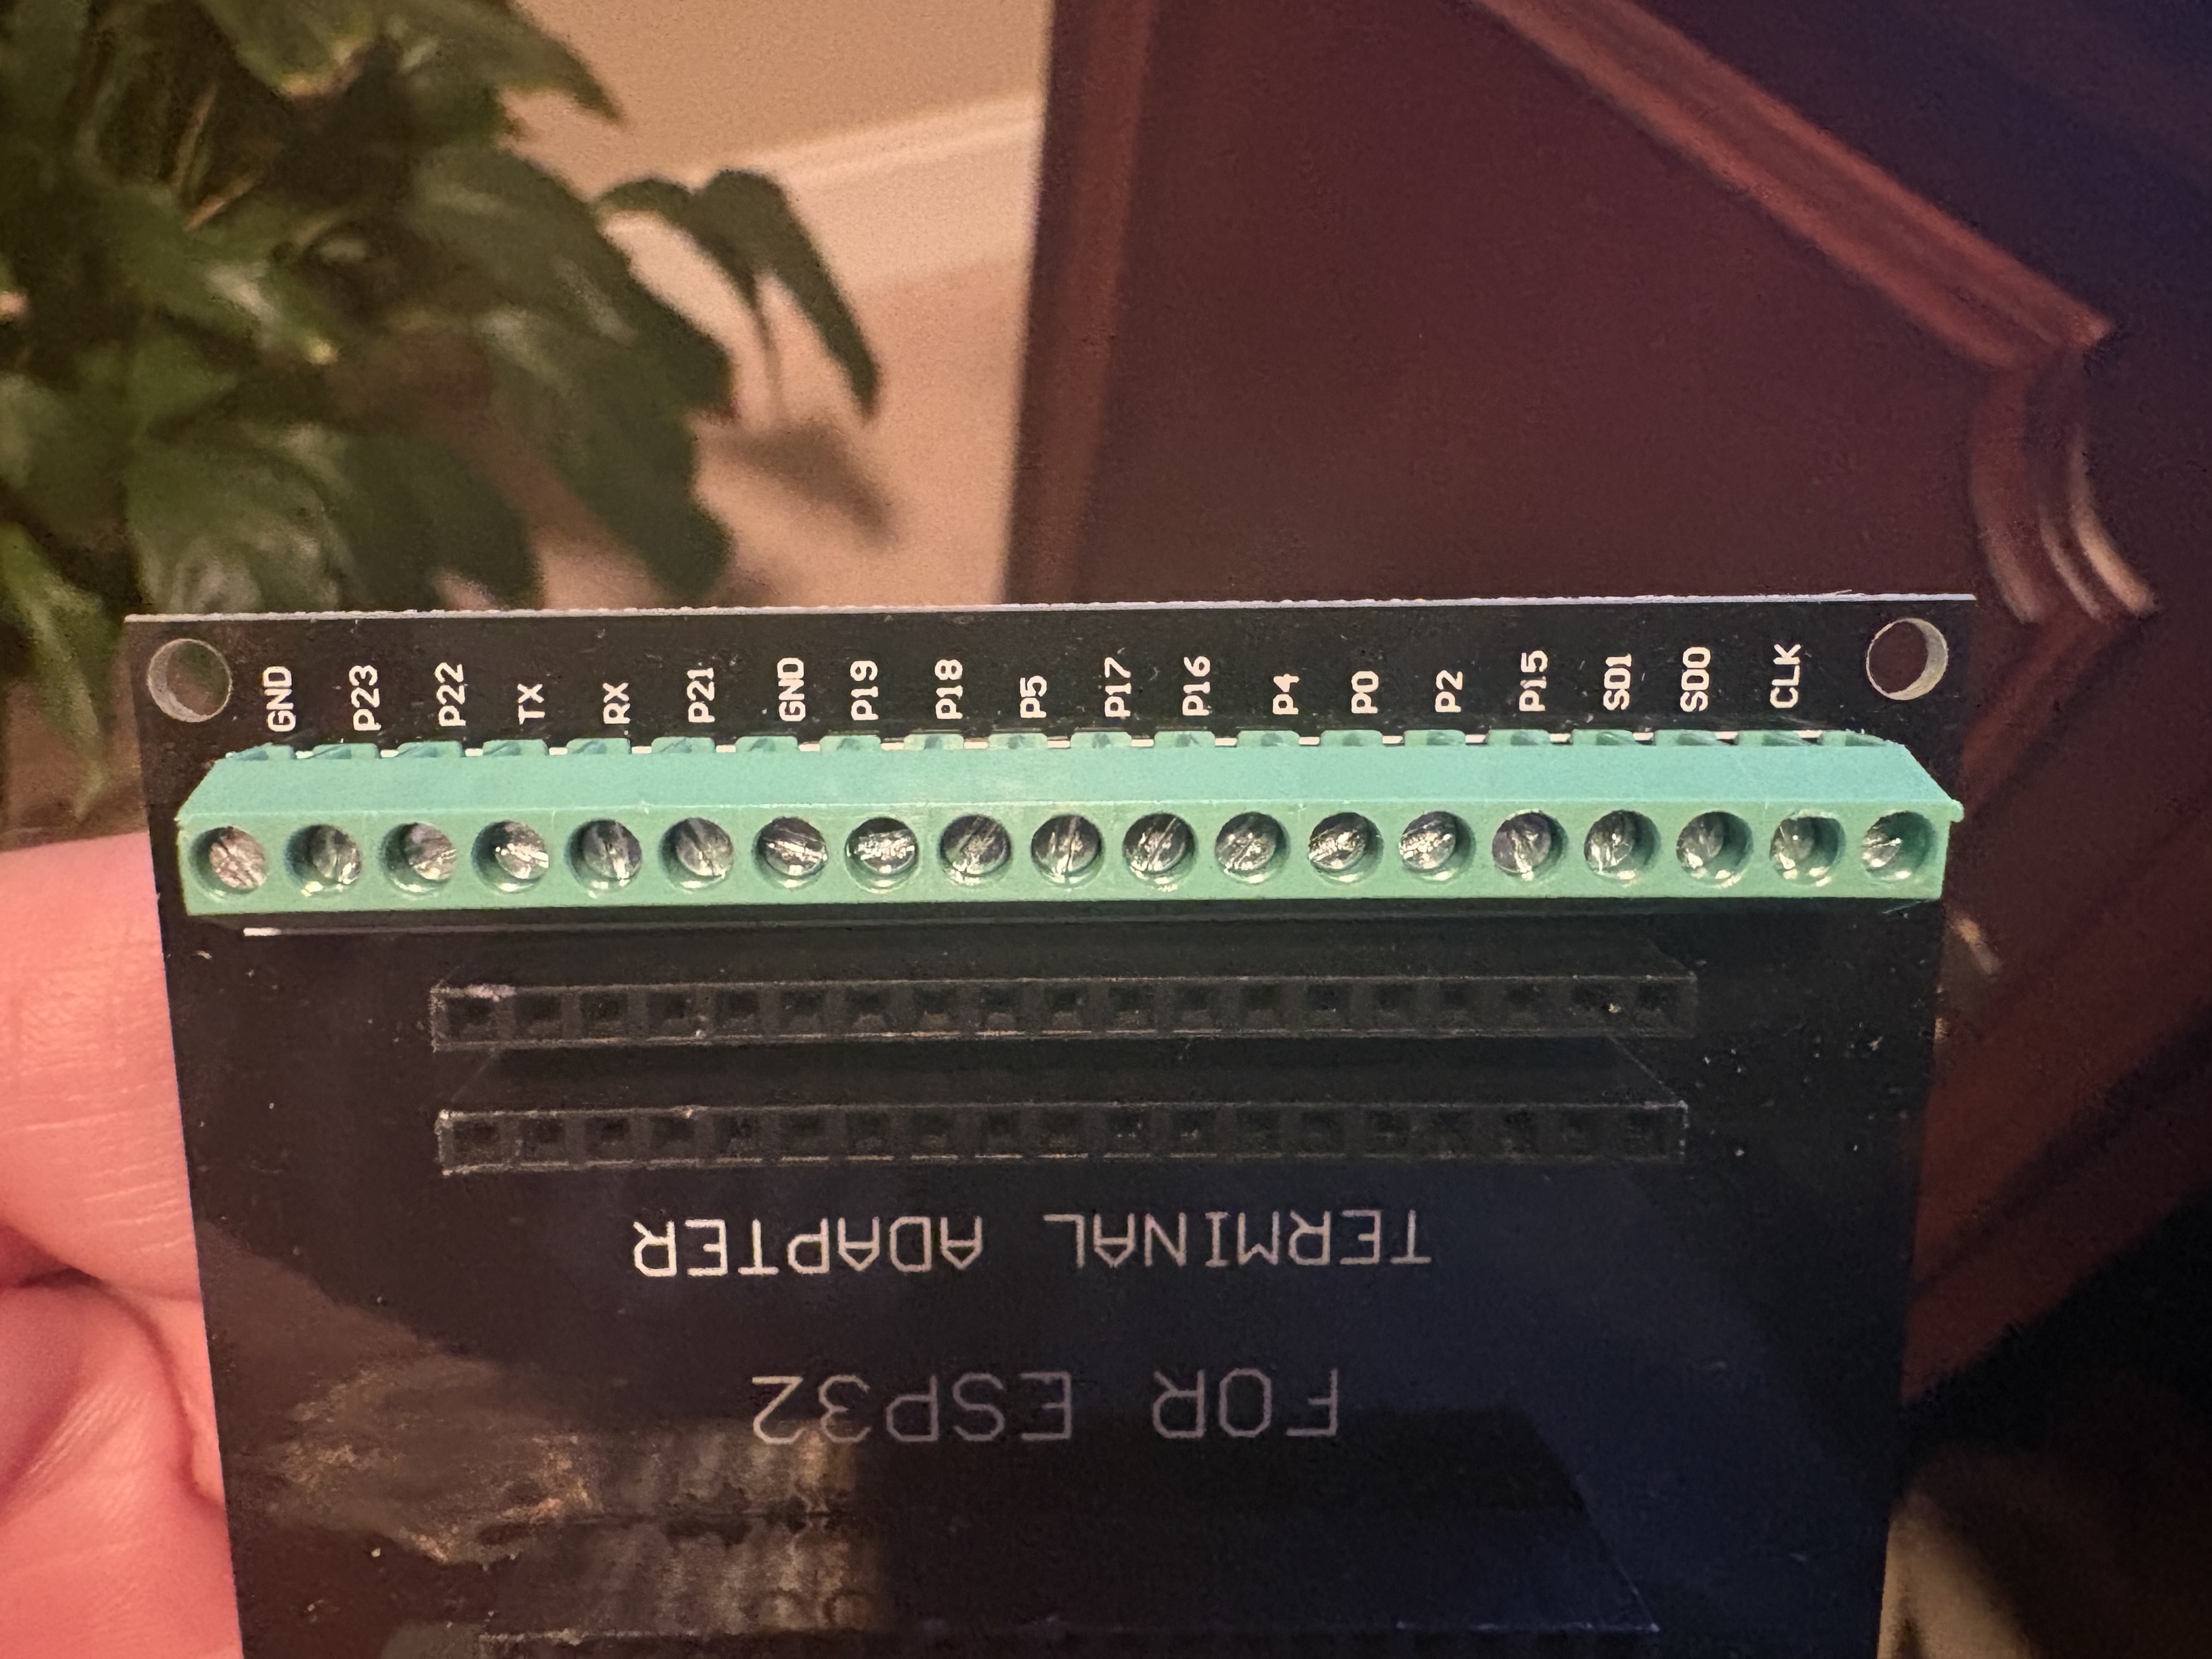 GND P23 P22 TX RX P21 GND P19 P18 P5 P17 P16 P4 P0 P2 P15 SD1 SD0 CLK
FOR ESP32
TERMINAL ADAPTER